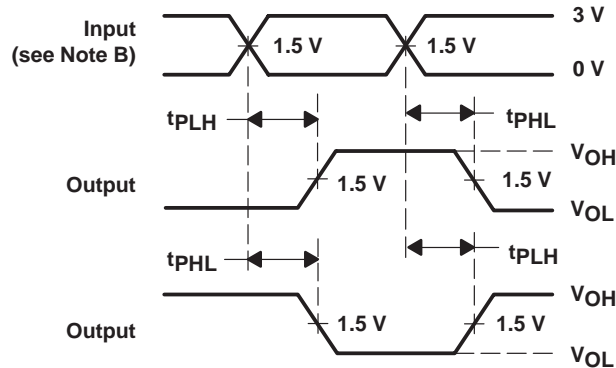 Input
(see Note B)
1.5 V
1.5 V
3 V
0 V
tPLH
tPHL
Output
1.5 V
1.5 V
VOH
VOL
tPHL
tPLH
Output
1.5 V
1.5 V
VOH
VOL